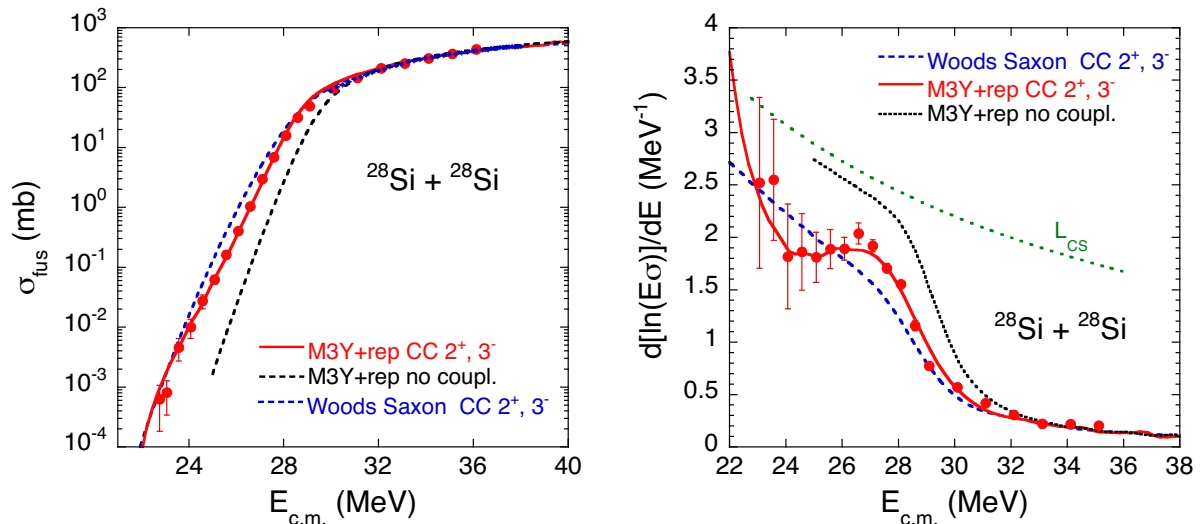 10³
10²
10¹
10⁰
10⁻¹
10⁻²
10⁻³
10⁻⁴
σ_fus (mb)
²⁸Si + ²⁸Si
M3Y+rep CC 2⁺, 3⁻
M3Y+rep no coupl.
Woods Saxon CC 2⁺, 3⁻
24 28 32 36 40
E_c.m. (MeV)
4
3.5
3
2.5
2
1.5
1
0.5
0
d[ln(Eσ)]/dE (MeV⁻¹)
Woods Saxon CC 2⁺, 3⁻
M3Y+rep CC 2⁺, 3⁻
M3Y+rep no coupl.
L_CS
²⁸Si + ²⁸Si
22 24 26 28 30 32 34 36 38
E_c.m. (MeV)